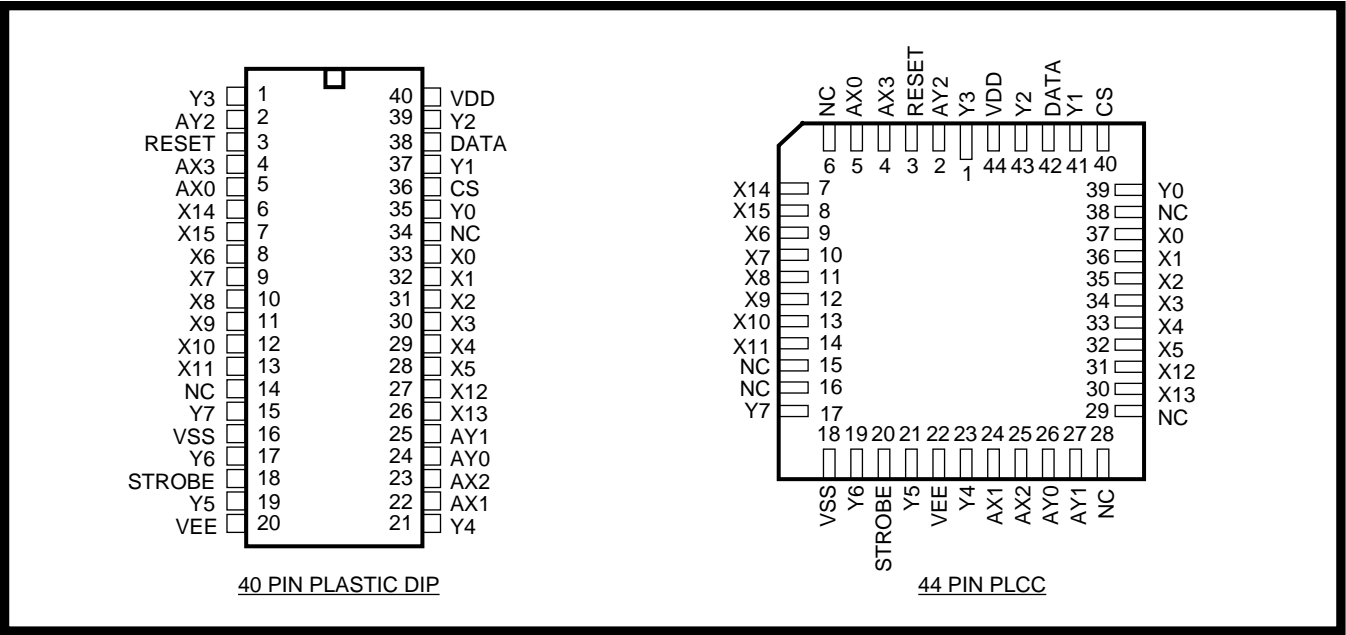 Y3 1 40 VDD
AY2 2 39 Y2
RESET 3 38 DATA
AX3 4 37 Y1
AX0 5 36 CS
X14 6 35 Y0
X15 7 34 NC
X6 8 33 X0
X7 9 32 X1
X8 10 31 X2
X9 11 30 X3
X10 12 29 X4
X11 13 28 X5
NC 14 27 X12
Y7 15 26 X13
VSS 16 25 AY1
Y6 17 24 AY0
STROBE 18 23 AX2
Y5 19 22 AX1
VEE 20 21 Y4
40 PIN PLASTIC DIP
NC AX0 AX3 RESET AY2 Y3 VDD Y2 DATA Y1 CS
6 5 4 3 2 1 44 43 42 41 40
X14 7 39 Y0
X15 8 38 NC
X6 9 37 X0
X7 10 36 X1
X8 11 35 X2
X9 12 34 X3
X10 13 33 X4
X11 14 32 X5
NC 15 31 X12
NC 16 30 X13
Y7 17 29 NC
18 19 20 21 22 23 24 25 26 27 28
VSS Y6 STROBE Y5 VEE Y4 AX1 AX2 AY0 AY1 NC
44 PIN PLCC